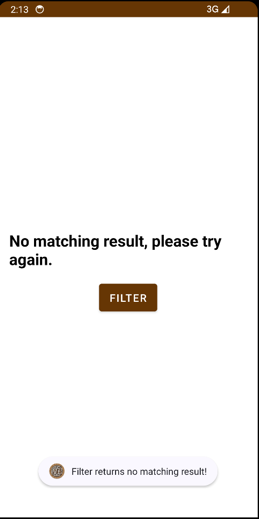 2:13 3G
No matching result, please try
again.
FILTER
Filter returns no matching result!